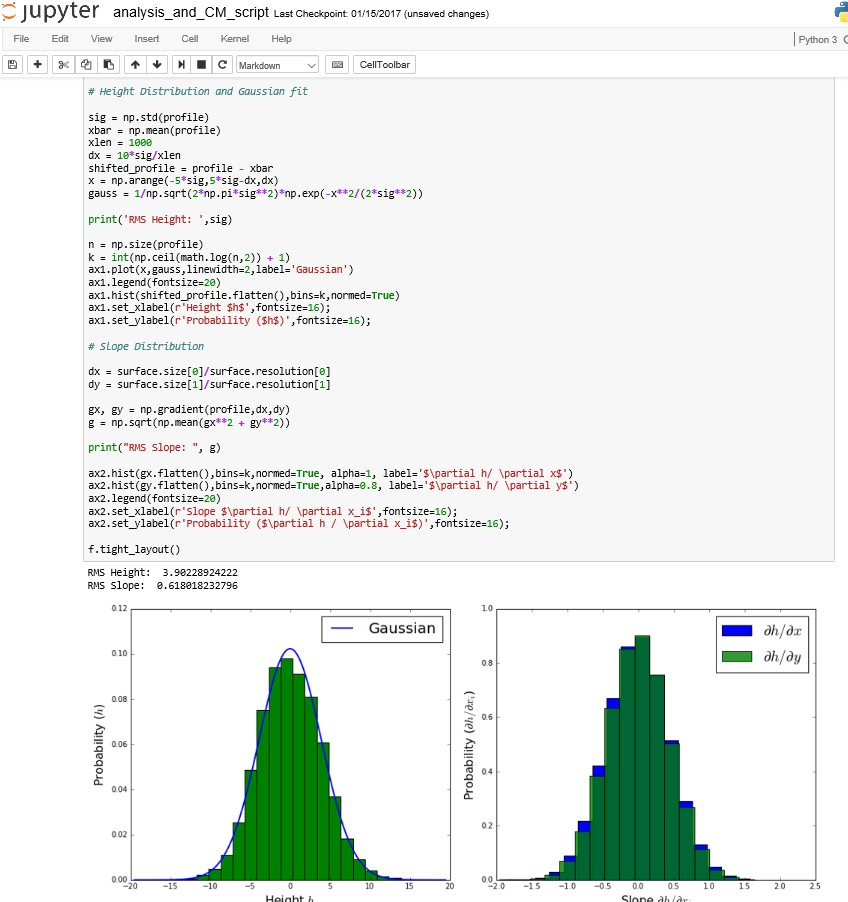 jupyter analysis_and_CM_script Last Checkpoint: 01/15/2017 (unsaved changes)
File Edit View Insert Cell Kernel Help Python 3
Markdown CellToolbar
# Height Distribution and Gaussian fit
sig = np.std(profile)
xbar = np.mean(profile)
xlen = 1000
dx = 10*sig/xlen
shifted_profile = profile - xbar
x = np.arange(-5*sig,5*sig-dx,dx)
gauss = 1/np.sqrt(2*np.pi*sig**2)*np.exp(-x**2/(2*sig**2))
print('RMS Height: ',sig)
n = np.size(profile)
k = int(np.ceil(math.log(n,2)) + 1)
ax1.plot(x,gauss,linewidth=2,label='Gaussian')
ax1.legend(fontsize=20)
ax1.hist(shifted_profile.flatten(),bins=k,normed=True)
ax1.set_xlabel(r'Height $h$',fontsize=16);
ax1.set_ylabel(r'Probability ($h$)',fontsize=16);
# Slope Distribution
dx = surface.size[0]/surface.resolution[0]
dy = surface.size[1]/surface.resolution[1]
gx, gy = np.gradient(profile,dx,dy)
g = np.sqrt(np.mean(gx**2 + gy**2))
print("RMS Slope: ", g)
ax2.hist(gx.flatten(),bins=k,normed=True, alpha=1, label='$\partial h/ \partial x$')
ax2.hist(gy.flatten(),bins=k,normed=True,alpha=0.8, label='$\partial h/ \partial y$')
ax2.legend(fontsize=20)
ax2.set_xlabel(r'Slope $\partial h/ \partial x_i$',fontsize=16);
ax2.set_ylabel(r'Probability ($\partial h / \partial x_i$)',fontsize=16);
f.tight_layout()
RMS Height:  3.90228924222
RMS Slope:  0.618018232796
0.12
0.10
0.08
0.06
0.04
0.02
0.00
Probability (h)
Gaussian
−20 −15 −10 −5 0 5 10 15 20
Height h
1.0
0.8
0.6
0.4
0.2
0.0
Probability (∂h/∂xᵢ)
∂h/∂x
∂h/∂y
−2.0 −1.5 −1.0 −0.5 0.0 0.5 1.0 1.5 2.0 2.5
Slope ∂h/∂xᵢ